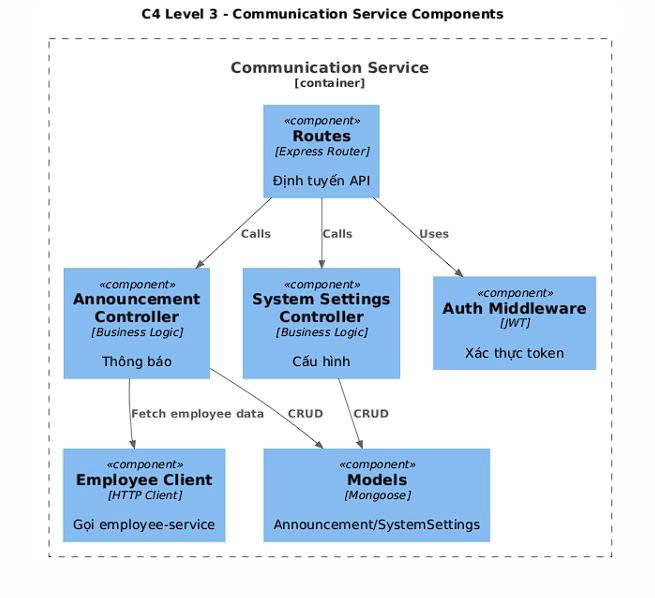 C4 Level 3 - Communication Service Components
Communication Service
[container]
«component»
Routes
[Express Router]
Định tuyến API
Calls
Calls
Uses
«component»
Announcement
Controller
[Business Logic]
Thông báo
«component»
System Settings
Controller
[Business Logic]
Cấu hình
«component»
Auth Middleware
[JWT]
Xác thực token
Fetch employee data
CRUD
CRUD
«component»
Employee Client
[HTTP Client]
Gọi employee-service
«component»
Models
[Mongoose]
Announcement/SystemSettings